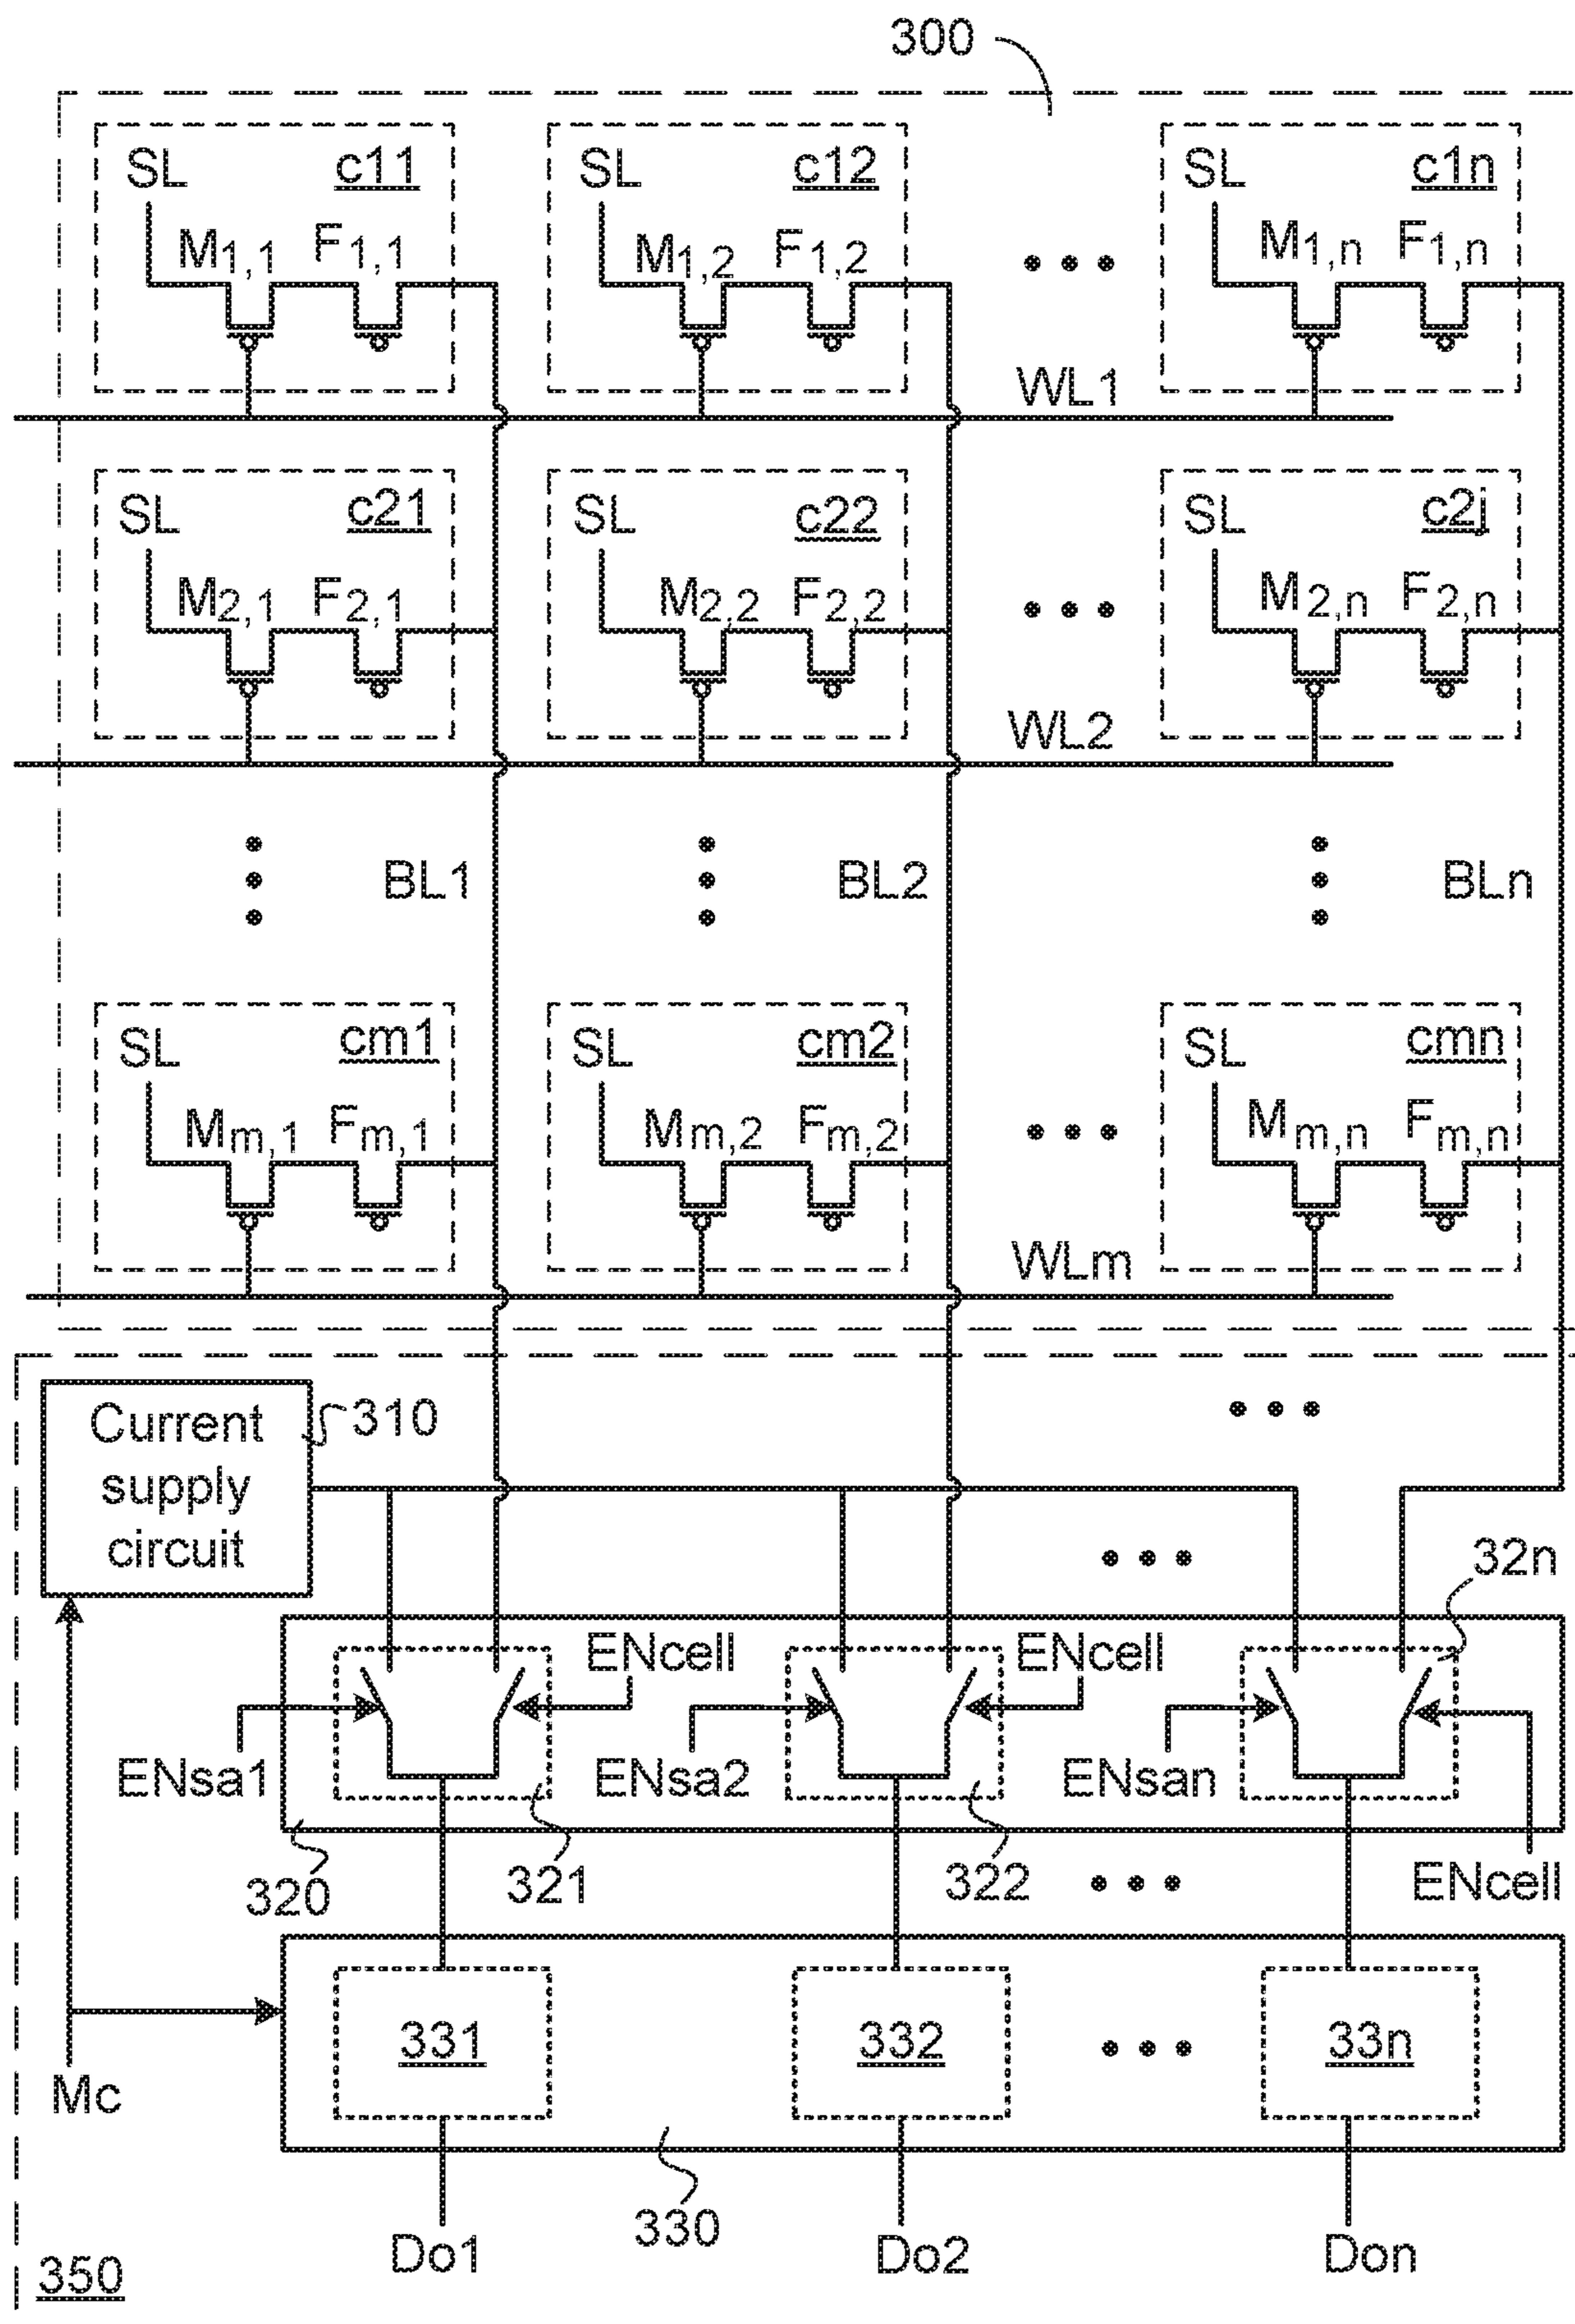 300
SL c11 SL c12 SL c1n
M1,1 F1,1 M1,2 F1,2 M1,n F1,n
WL1
SL c21 SL c22 SL c2j
M2,1 F2,1 M2,2 F2,2 M2,n F2,n
WL2
BL1 BL2 BLn
SL cm1 SL cm2 SL cmn
Mm,1 Fm,1 Mm,2 Fm,2 Mm,n Fm,n
WLm
Current
supply
circuit
310
32n
ENcell ENcell
ENsa1 ENsa2 ENsan
320 321 322 ENcell
331 332 33n
Mc
330
Do1 Do2 Don
350